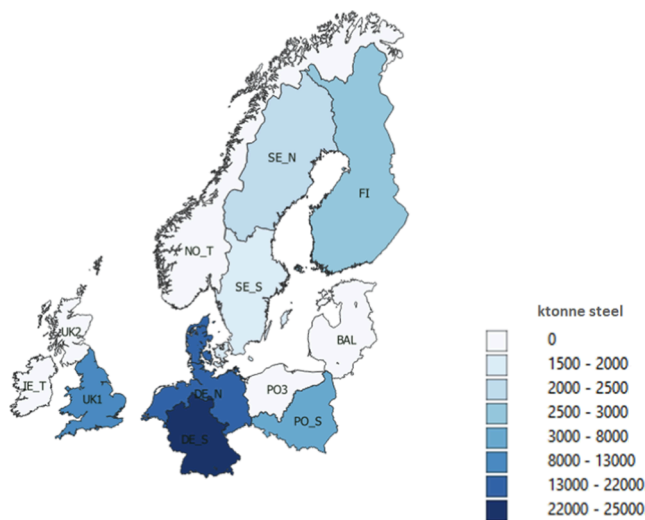 SE_N
FI
NO_T
SE_S
UK2
BAL
IE_T
UK1
DE_N
PO3
PO_S
DE_S
ktonne steel
0
1500 - 2000
2000 - 2500
2500 - 3000
3000 - 8000
8000 - 13000
13000 - 22000
22000 - 25000